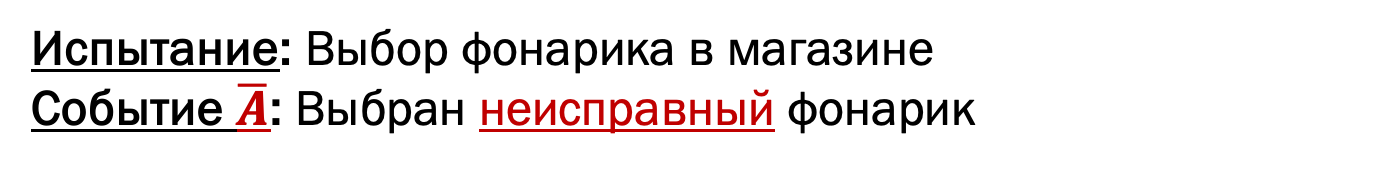 Испытание: Выбор фонарика в магазине
Событие A̅: Выбран неисправный фонарик